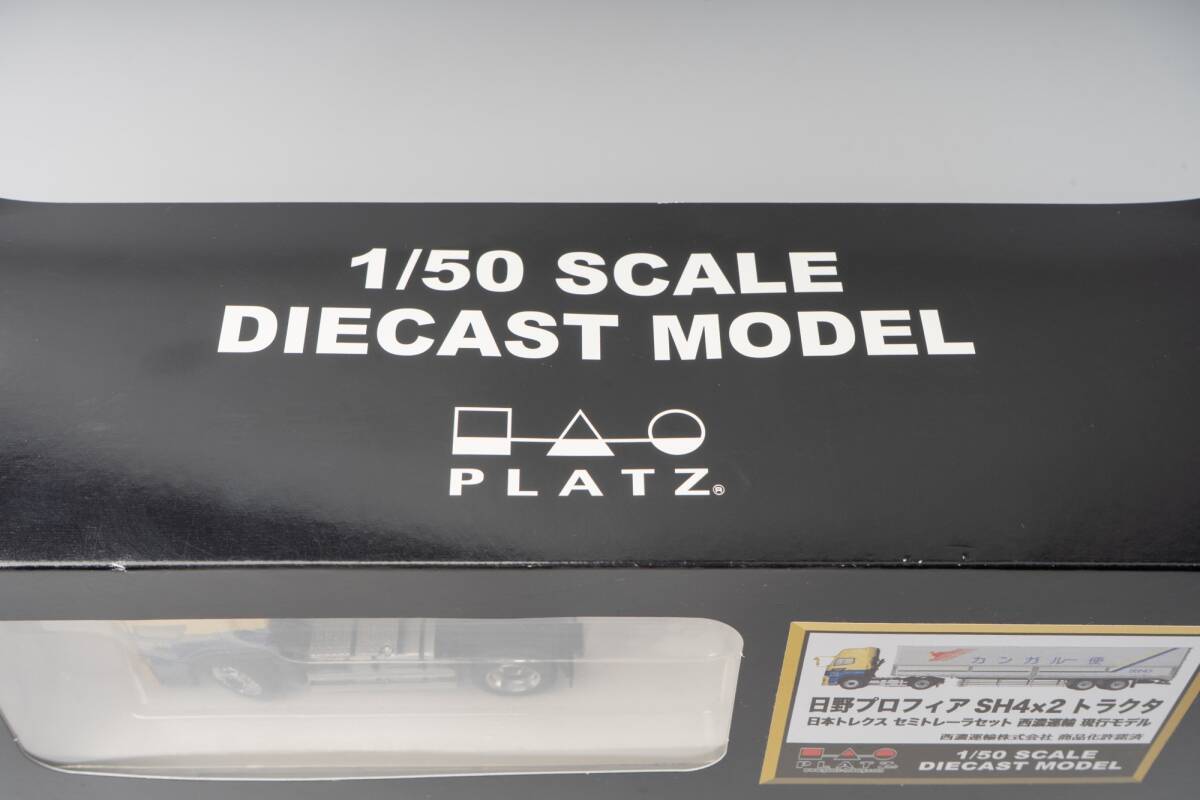 1/50 SCALE
DIECAST MODEL
PLATZ®
カンガルー便
日野プロフィア SH4×2 トラクタ
日本トレクス セミトレーラセット 西濃運輸 現行モデル
西濃運輸株式会社 商品化許諾済
PLATZ
1/50 SCALE
DIECAST MODEL